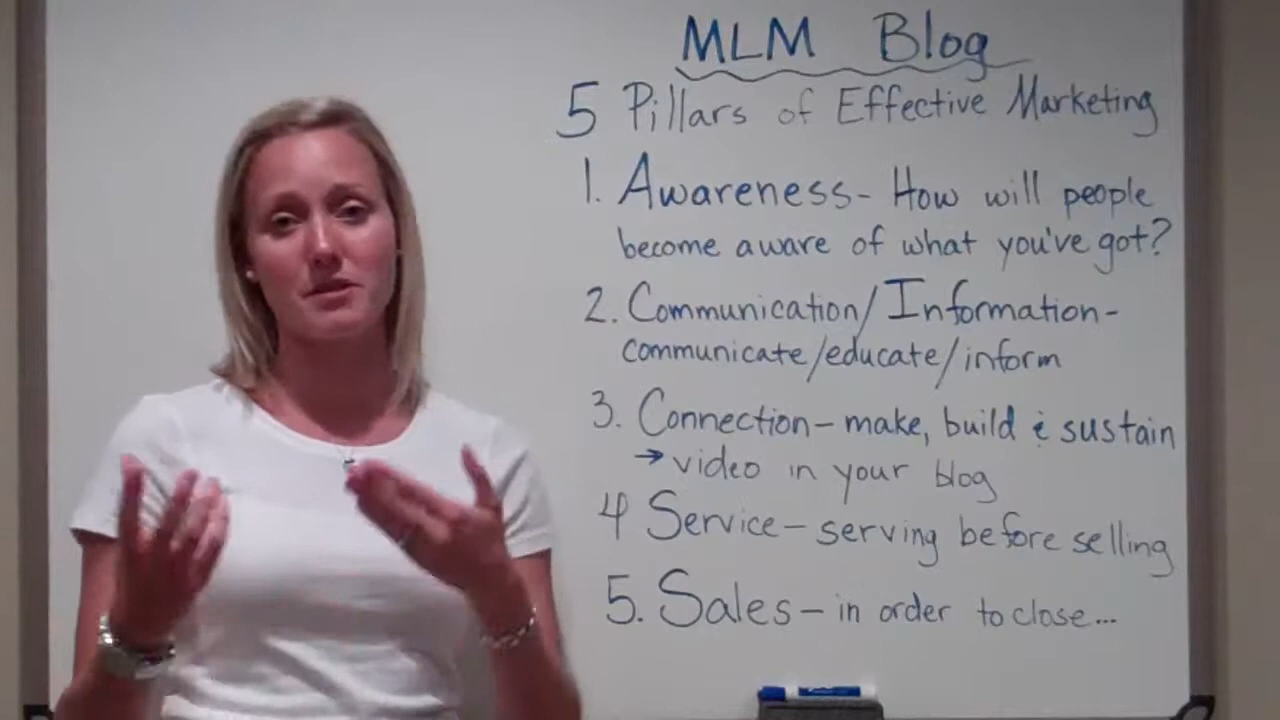 MLM Blog
5 Pillars of Effective Marketing
1. Awareness- How will people
become aware of what you've got?
2. Communication/Information-
communicate/educate/inform
3. Connection- make, build & sustain
→ video in your blog
4 Service- serving before selling
5. Sales- in order to close...